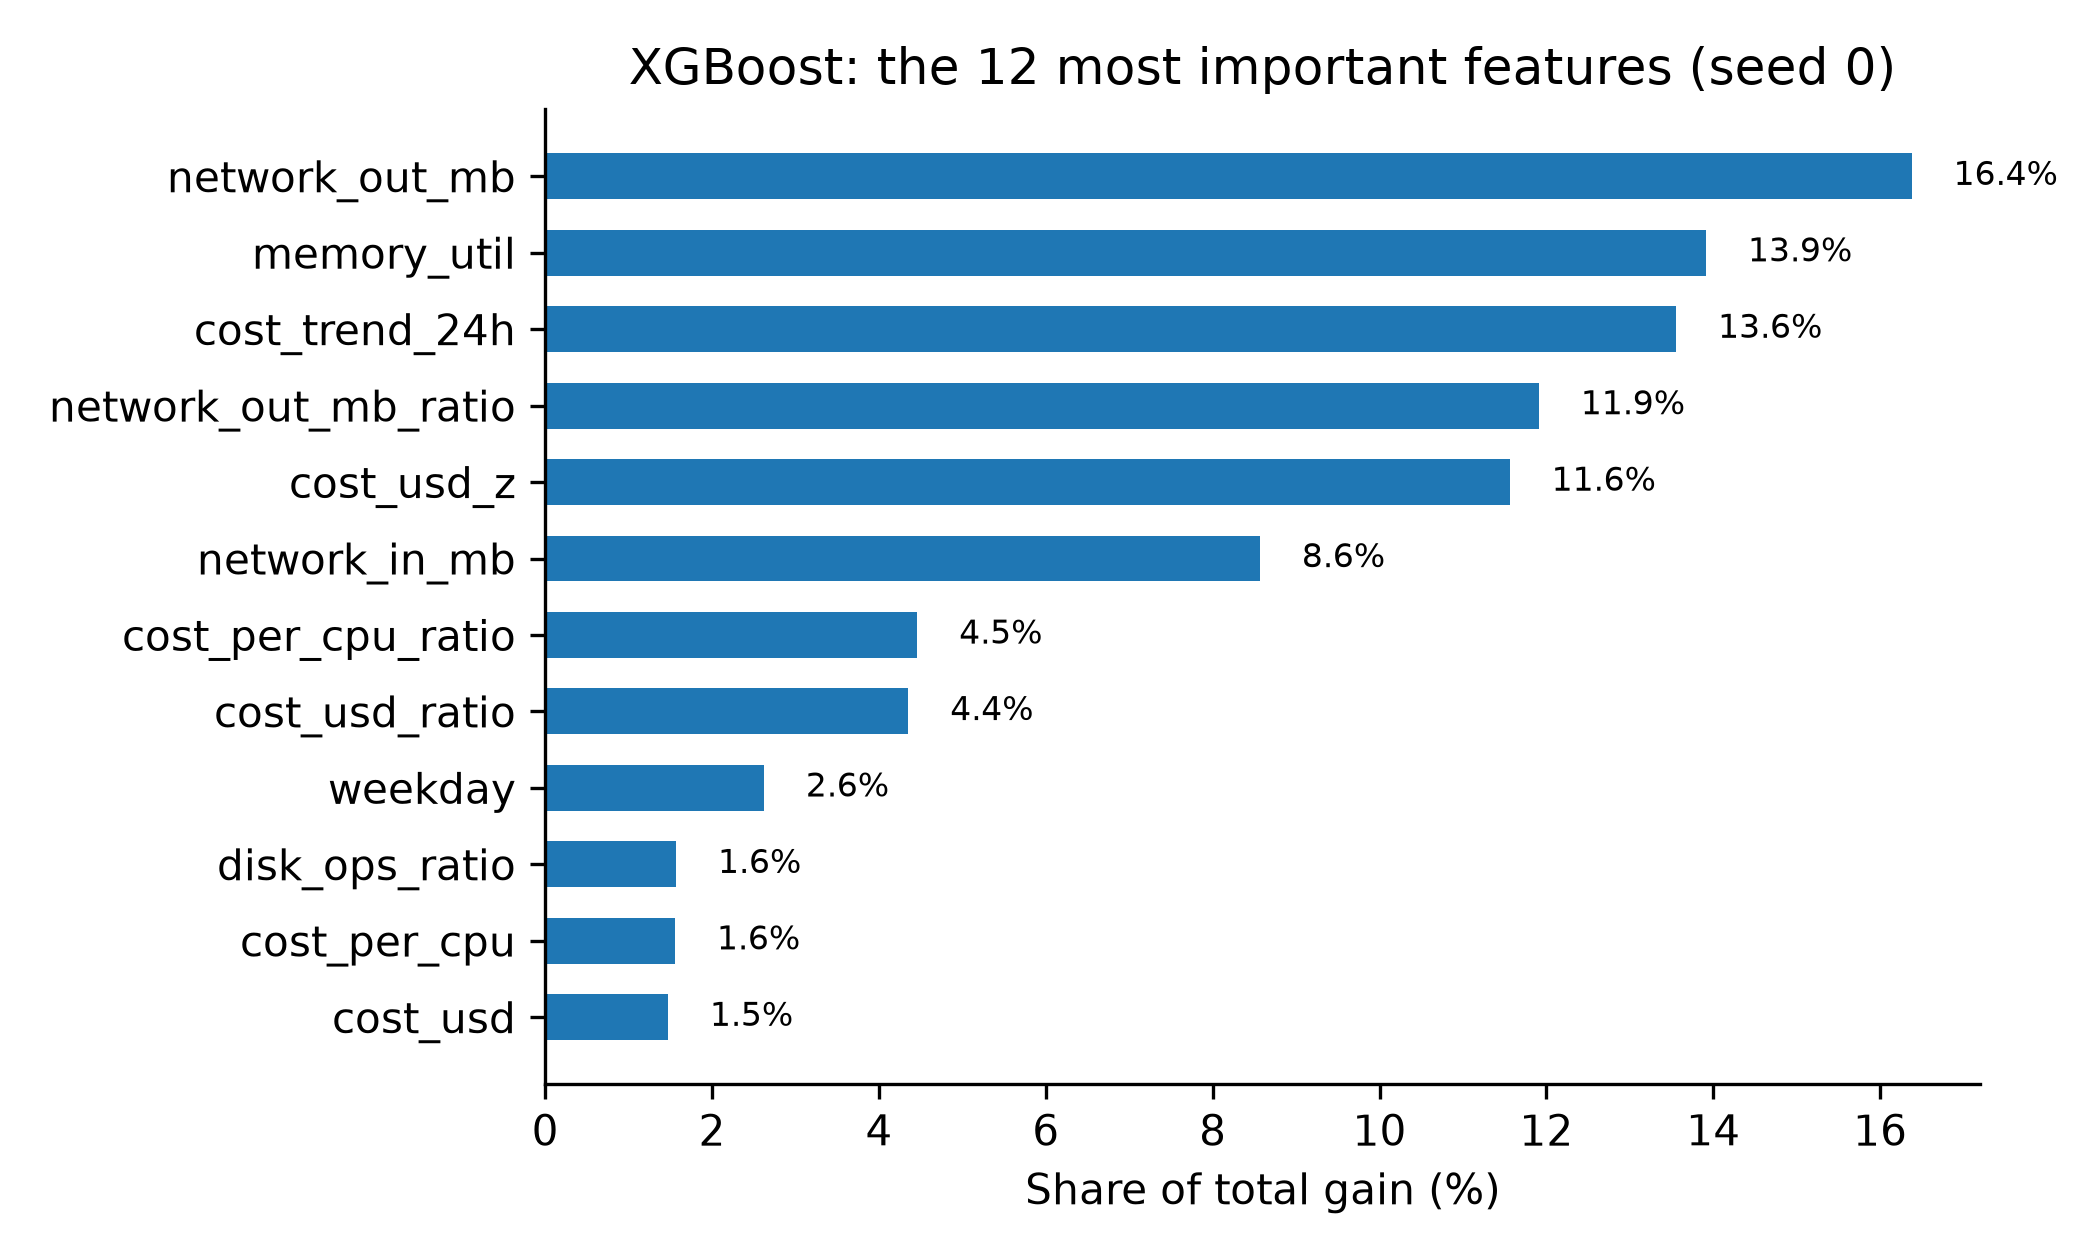 XGBoost: the 12 most important features (seed 0)
network_out_mb 16.4%
memory_util 13.9%
cost_trend_24h 13.6%
network_out_mb_ratio 11.9%
cost_usd_z 11.6%
network_in_mb 8.6%
cost_per_cpu_ratio 4.5%
cost_usd_ratio 4.4%
weekday 2.6%
disk_ops_ratio 1.6%
cost_per_cpu 1.6%
cost_usd 1.5%
0 2 4 6 8 10 12 14 16
Share of total gain (%)